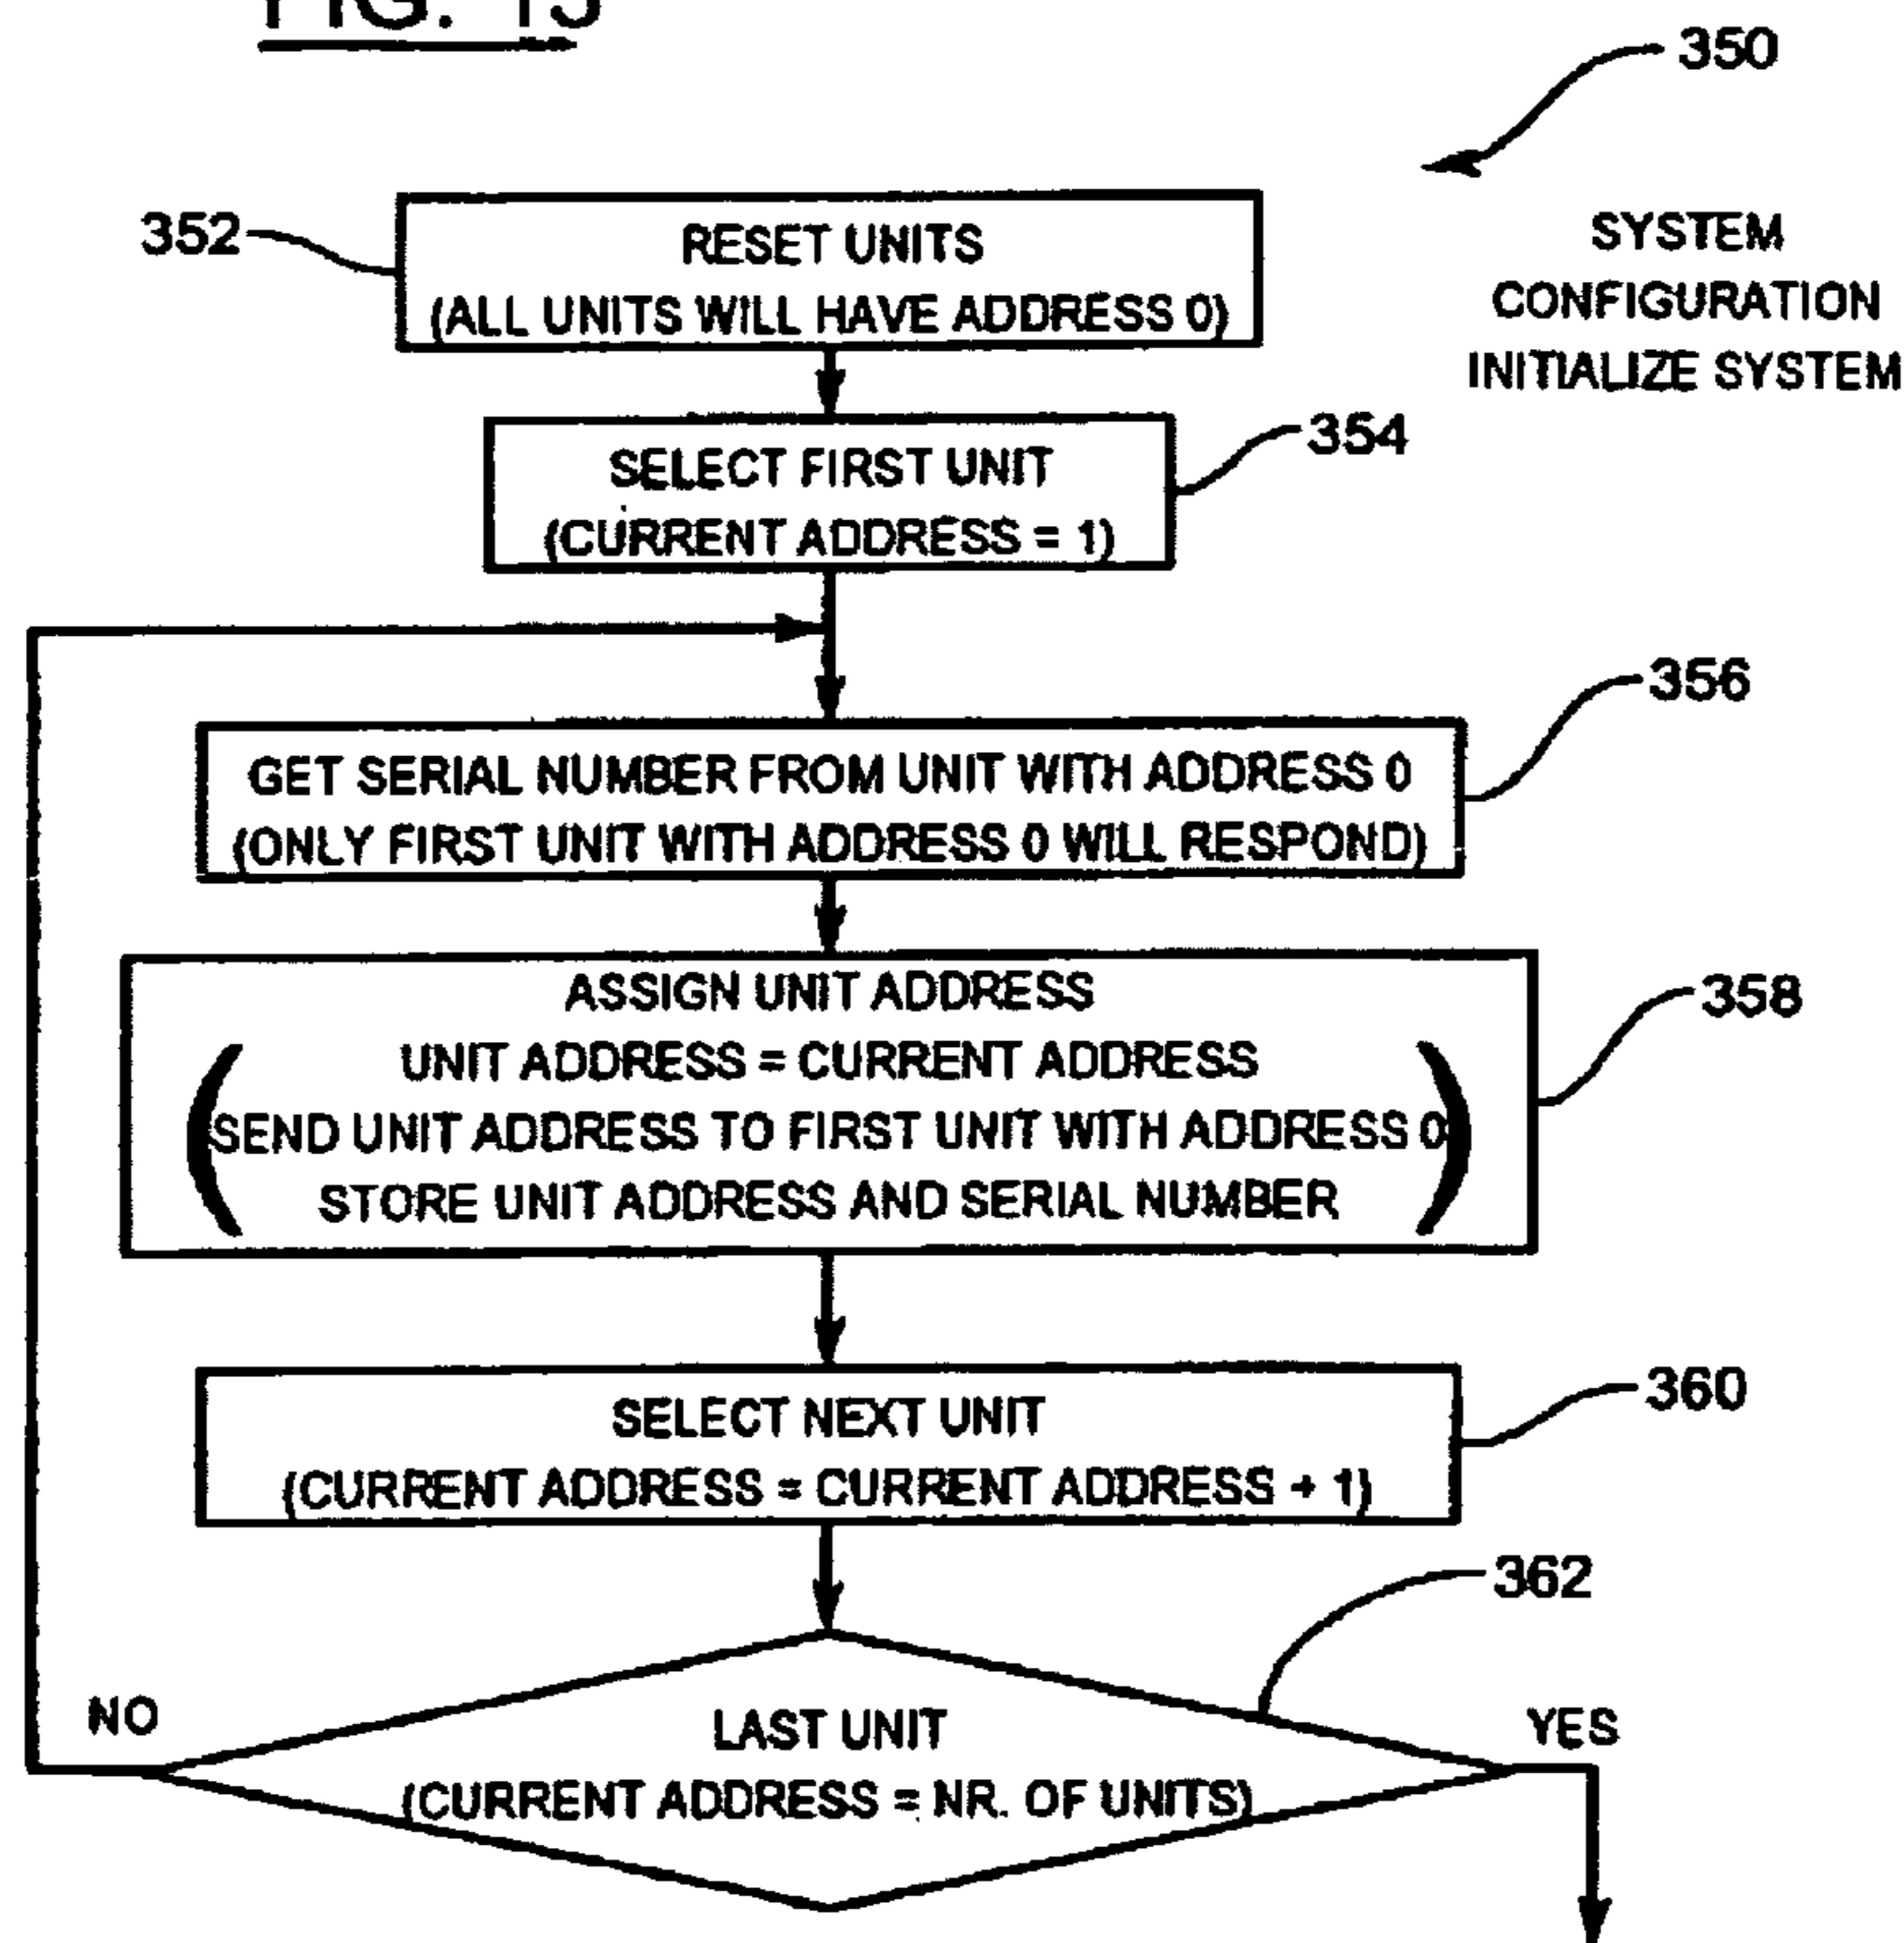 FIG. 15
350
352
RESET UNITS
(ALL UNITS WILL HAVE ADDRESS 0)
SYSTEM
CONFIGURATION
INITIALIZE SYSTEM
354
SELECT FIRST UNIT
(CURRENT ADDRESS = 1)
356
GET SERIAL NUMBER FROM UNIT WITH ADDRESS 0
(ONLY FIRST UNIT WITH ADDRESS 0 WILL RESPOND)
358
ASSIGN UNIT ADDRESS
(UNIT ADDRESS = CURRENT ADDRESS
SEND UNIT ADDRESS TO FIRST UNIT WITH ADDRESS 0
STORE UNIT ADDRESS AND SERIAL NUMBER)
360
SELECT NEXT UNIT
(CURRENT ADDRESS = CURRENT ADDRESS + 1)
362
NO
LAST UNIT
(CURRENT ADDRESS = NR. OF UNITS)
YES